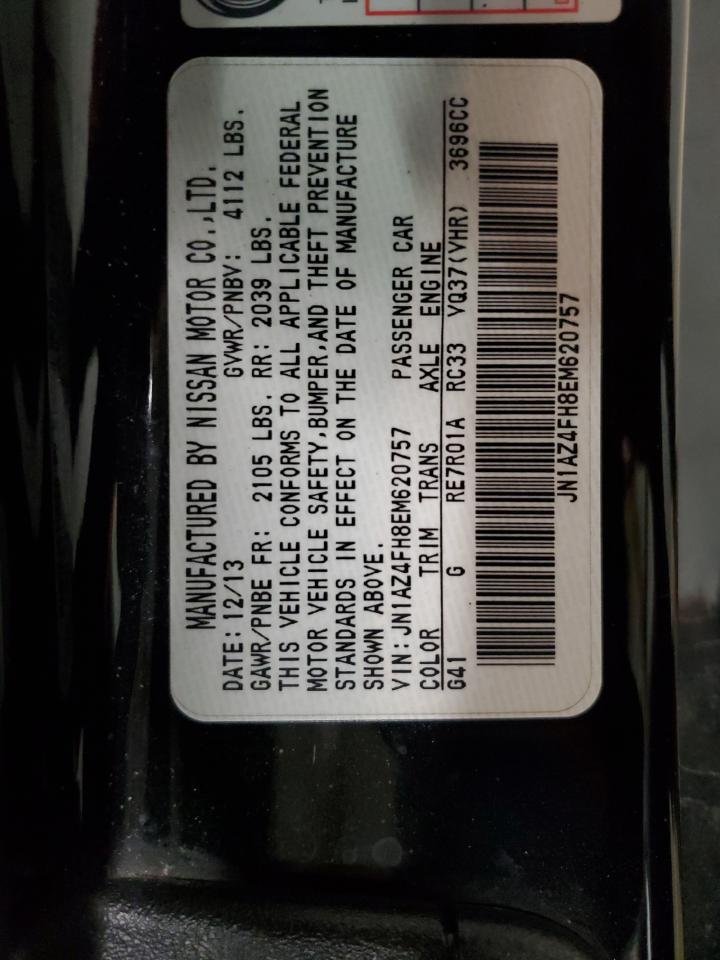 MANUFACTURED BY NISSAN MOTOR CO.,LTD.
DATE: 12/13 GVWR/PNBV: 4112 LBS.
GAWR/PNBE FR: 2105 LBS. RR: 2039 LBS.
THIS VEHICLE CONFORMS TO ALL APPLICABLE FEDERAL
MOTOR VEHICLE SAFETY,BUMPER,AND THEFT PREVENTION
STANDARDS IN EFFECT ON THE DATE OF MANUFACTURE
SHOWN ABOVE.
VIN:JN1AZ4FH8EM620757 PASSENGER CAR
COLOR TRIM TRANS AXLE ENGINE
G41 G RE7R01A RC33 VQ37(VHR) 3696CC
JN1AZ4FH8EM620757